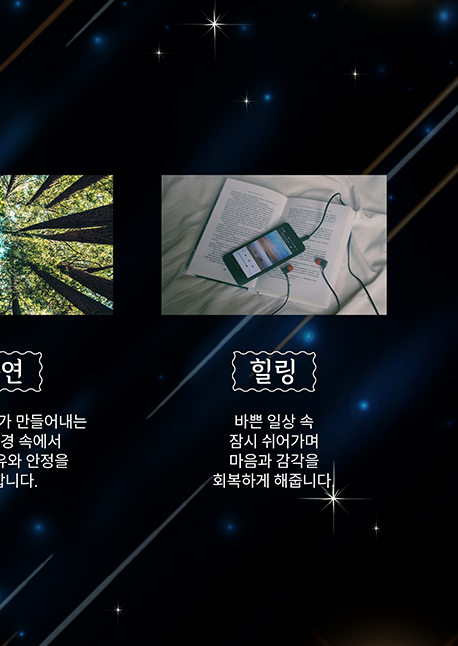 연
힐링
가 만들어내는
경 속에서
유와 안정을
합니다.
바쁜 일상 속
잠시 쉬어가며
마음과 감각을
회복하게 해줍니다.